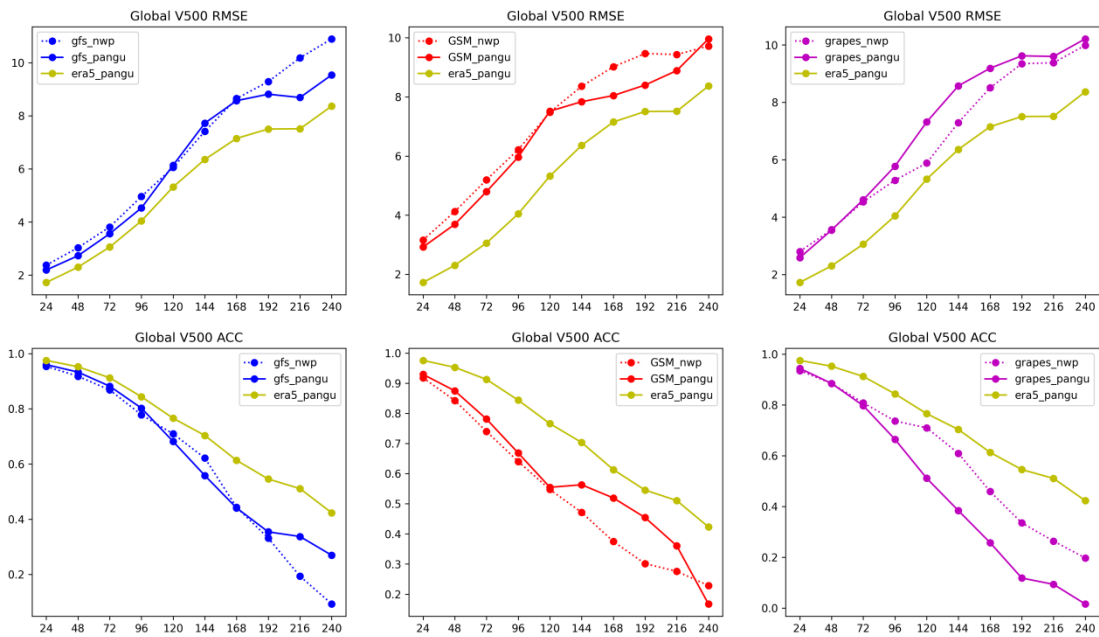 Global V500 RMSE
gfs_nwp
gfs_pangu
era5_pangu
10
8
6
4
2
24 48 72 96 120 144 168 192 216 240
Global V500 RMSE
GSM_nwp
GSM_pangu
era5_pangu
10
8
6
4
2
24 48 72 96 120 144 168 192 216 240
Global V500 RMSE
grapes_nwp
grapes_pangu
era5_pangu
10
8
6
4
2
24 48 72 96 120 144 168 192 216 240
Global V500 ACC
gfs_nwp
gfs_pangu
era5_pangu
1.0
0.8
0.6
0.4
0.2
24 48 72 96 120 144 168 192 216 240
Global V500 ACC
GSM_nwp
GSM_pangu
era5_pangu
1.0
0.9
0.8
0.7
0.6
0.5
0.4
0.3
0.2
24 48 72 96 120 144 168 192 216 240
Global V500 ACC
grapes_nwp
grapes_pangu
era5_pangu
1.0
0.8
0.6
0.4
0.2
0.0
24 48 72 96 120 144 168 192 216 240